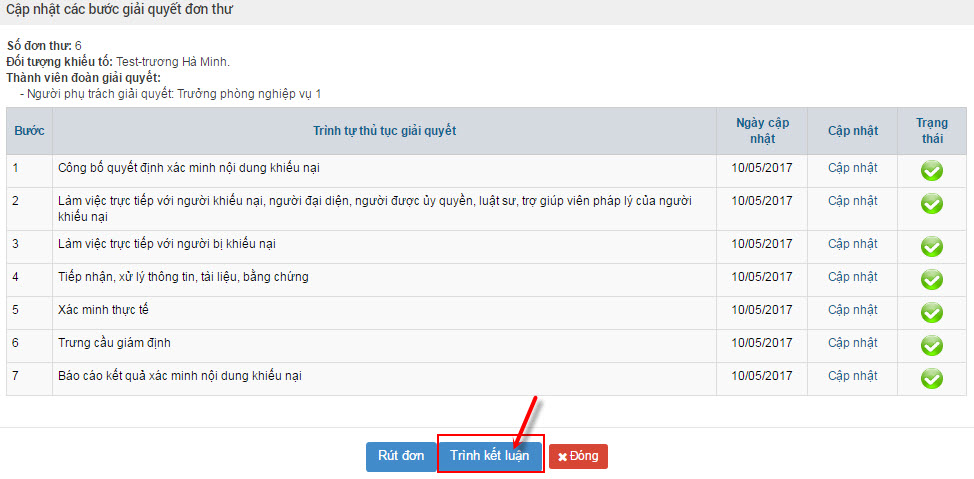 Cập nhật các bước giải quyết đơn thư
Số đơn thư: 6
Đối tượng khiếu tố: Test-trương Hà Minh.
Thành viên đoàn giải quyết:
- Người phụ trách giải quyết: Trưởng phòng nghiệp vụ 1
Bước Trình tự thủ tục giải quyết Ngày cập nhật Cập nhật Trạng thái
1 Công bố quyết định xác minh nội dung khiếu nại 10/05/2017 Cập nhật
2 Làm việc trực tiếp với người khiếu nại, người đại diện, người được ủy quyền, luật sư, trợ giúp viên pháp lý của người 10/05/2017 Cập nhật
khiếu nại
3 Làm việc trực tiếp với người bị khiếu nại 10/05/2017 Cập nhật
4 Tiếp nhận, xử lý thông tin, tài liệu, bằng chứng 10/05/2017 Cập nhật
5 Xác minh thực tế 10/05/2017 Cập nhật
6 Trưng cầu giám định 10/05/2017 Cập nhật
7 Báo cáo kết quả xác minh nội dung khiếu nại 10/05/2017 Cập nhật
Rút đơn Trình kết luận Đóng